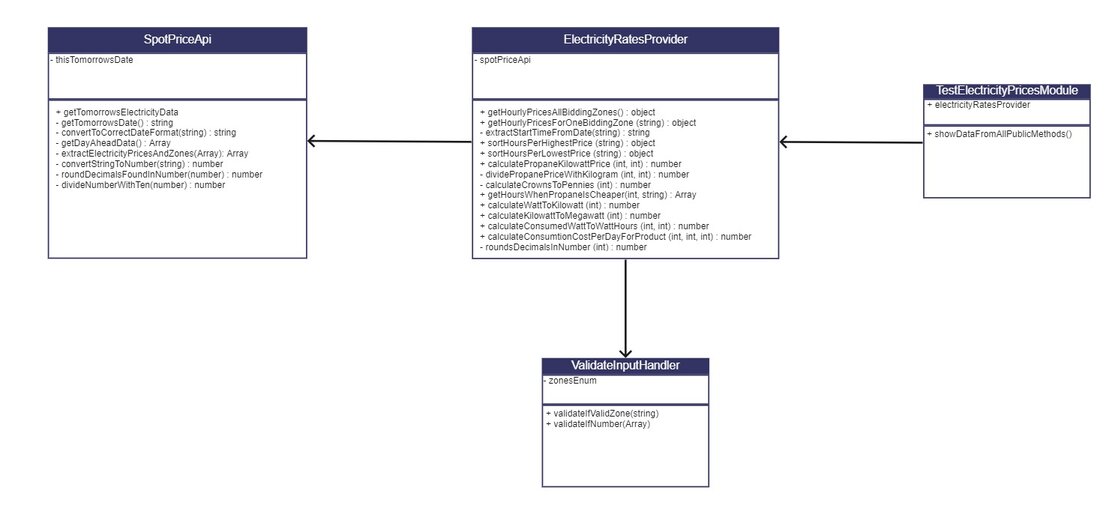 SpotPriceApi
- thisTomorrowsDate
+ getTomorrowsElectricityData
- getTomorrowsDate() : string
- convertToCorrectDateFormat(string) : string
- getDayAheadData() : Array
- extractElectricityPricesAndZones(Array): Array
- convertStringToNumber(string) : number
- roundDecimalsFoundInNumber(number) : number
- divideNumberWithTen(number) : number
ElectricityRatesProvider
- spotPriceApi
+ getHourlyPricesAllBiddingZones() : object
+ getHourlyPricesForOneBiddingZone (string) : object
- extractStartTimeFromDate(string) : string
+ sortHoursPerHighestPrice (string) : object
+ sortHoursPerLowestPrice (string) : object
+ calculatePropaneKilowattPrice (int, int) : number
- dividePropanePriceWithKilogram (int, int) : number
- calculateCrownsToPennies (int) : number
+ getHoursWhenPropaneIsCheaper(int, string) : Array
+ calculateWattToKilowatt (int) : number
+ calculateKilowattToMegawatt (int) : number
+ calculateConsumedWattToWattHours (int, int) : number
+ calculateConsumtionCostPerDayForProduct (int, int, int) : number
- roundsDecimalsInNumber (int) : number
TestElectricityPricesModule
+ electricityRatesProvider
+ showDataFromAllPublicMethods()
ValidateInputHandler
- zonesEnum
+ validateIfValidZone(string)
+ validateIfNumber(Array)